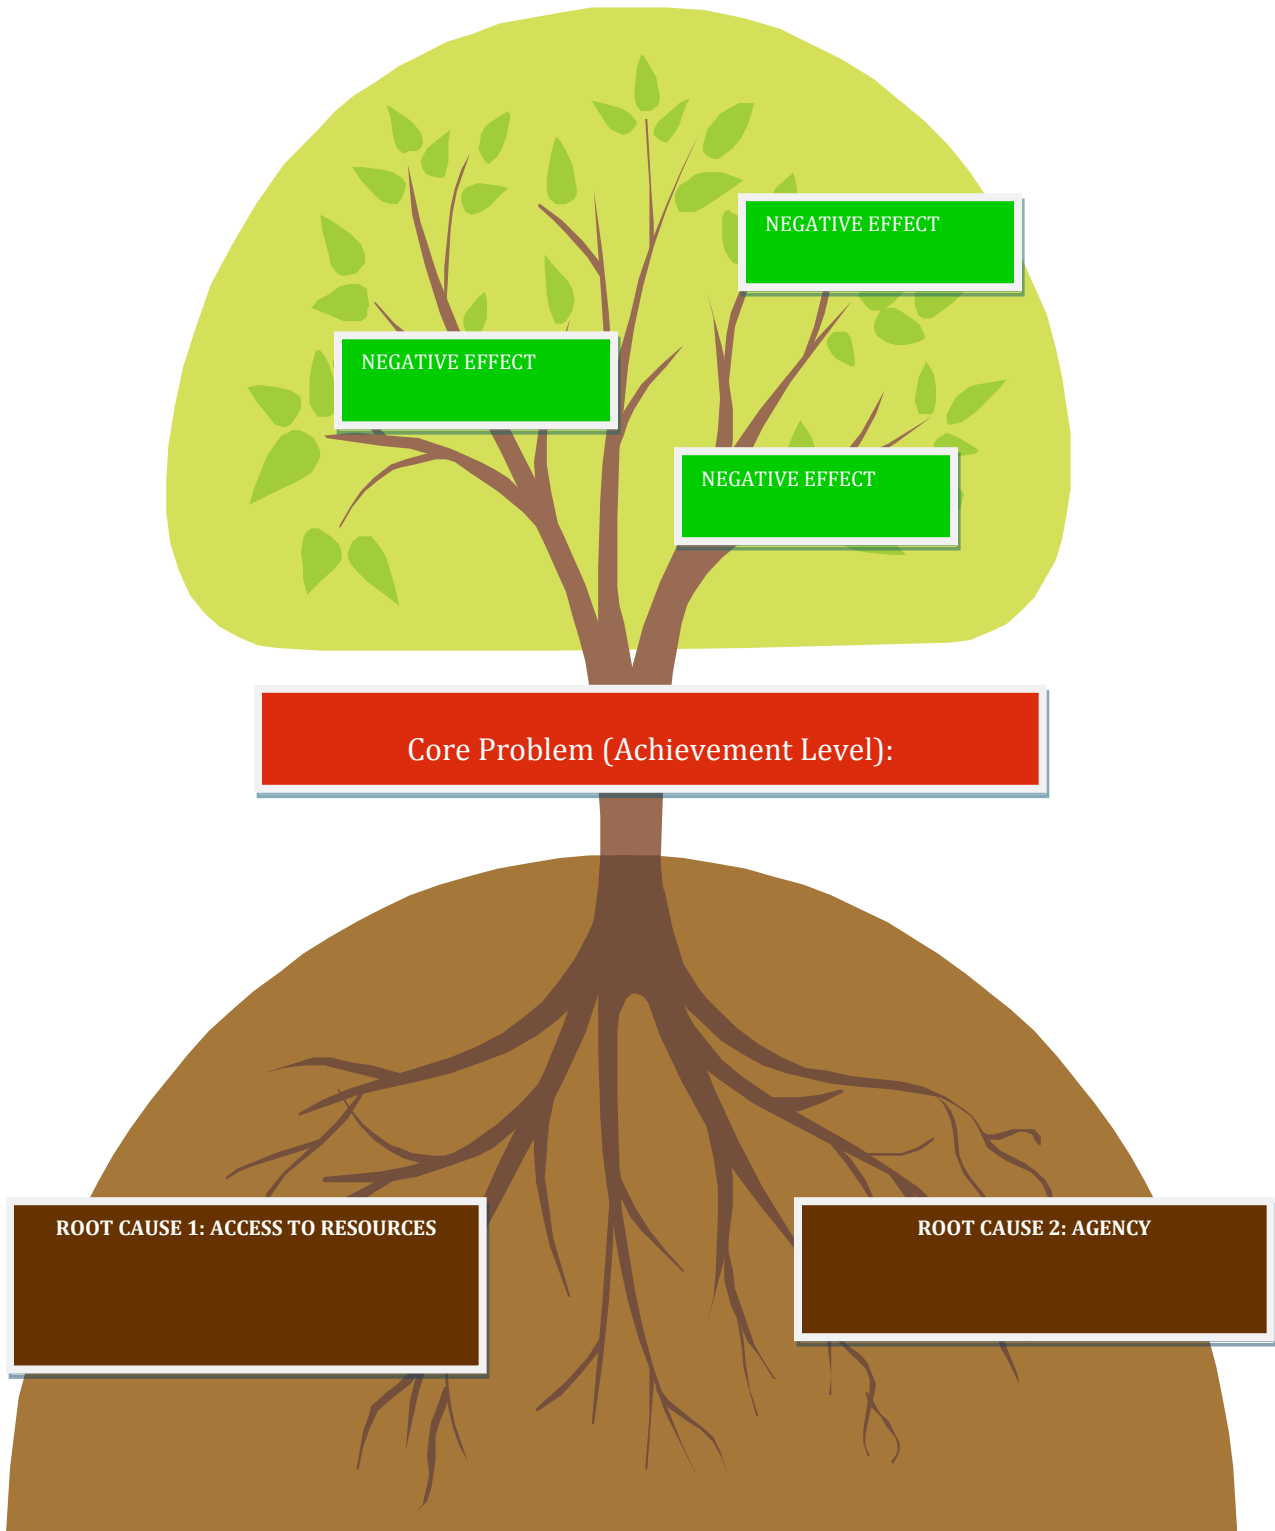 NEGATIVE EFFECT
NEGATIVE EFFECT
NEGATIVE EFFECT
Core Problem (Achievement Level):
ROOT CAUSE 1: ACCESS TO RESOURCES
ROOT CAUSE 2: AGENCY